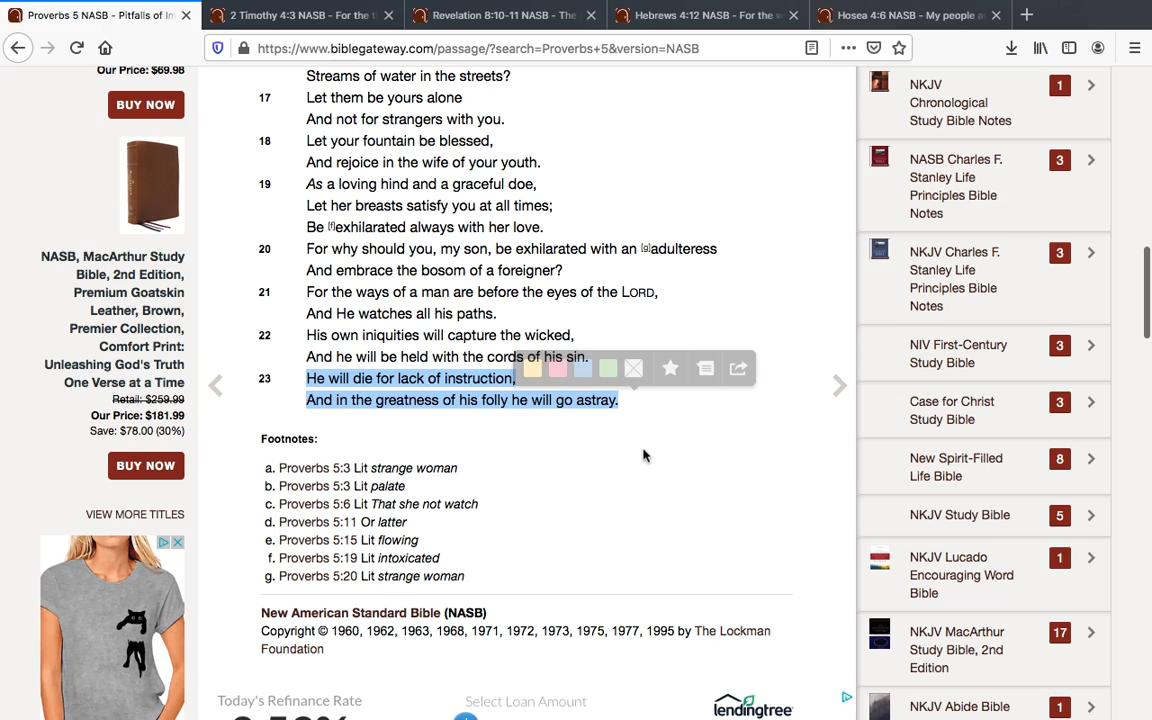 Proverbs 5 NASB - Pitfalls of Im
2 Timothy 4:3 NASB - For the t
Revelation 8:10-11 NASB - The
Hebrews 4:12 NASB - For the w
Hosea 4:6 NASB - My people a
https://www.biblegateway.com/passage/?search=Proverbs+5&version=NASB
Our Price: $69.98
BUY NOW
NASB, MacArthur Study
Bible, 2nd Edition,
Premium Goatskin
Leather, Brown,
Premier Collection,
Comfort Print:
Unleashing God's Truth
One Verse at a Time
Retail: $259.99
Our Price: $181.99
Save: $78.00 (30%)
BUY NOW
VIEW MORE TITLES
Streams of water in the streets?
17 Let them be yours alone
And not for strangers with you.
18 Let your fountain be blessed,
And rejoice in the wife of your youth.
19 As a loving hind and a graceful doe,
Let her breasts satisfy you at all times;
Be [f]exhilarated always with her love.
20 For why should you, my son, be exhilarated with an [g]adulteress
And embrace the bosom of a foreigner?
21 For the ways of a man are before the eyes of the LORD,
And He watches all his paths.
22 His own iniquities will capture the wicked,
And he will be held with the cords of his sin.
23 He will die for lack of instruction,
And in the greatness of his folly he will go astray.
Footnotes:
a. Proverbs 5:3 Lit strange woman
b. Proverbs 5:3 Lit palate
c. Proverbs 5:6 Lit That she not watch
d. Proverbs 5:11 Or latter
e. Proverbs 5:15 Lit flowing
f. Proverbs 5:19 Lit intoxicated
g. Proverbs 5:20 Lit strange woman
New American Standard Bible (NASB)
Copyright © 1960, 1962, 1963, 1968, 1971, 1972, 1973, 1975, 1977, 1995 by The Lockman
Foundation
Today's Refinance Rate
Select Loan Amount
lendingtree
NKJV
Chronological
Study Bible Notes
1
NASB Charles F.
Stanley Life
Principles Bible
Notes
3
NKJV Charles F.
Stanley Life
Principles Bible
Notes
3
NIV First-Century
Study Bible
3
Case for Christ
Study Bible
3
New Spirit-Filled
Life Bible
8
NKJV Study Bible
5
NKJV Lucado
Encouraging Word
Bible
1
NKJV MacArthur
Study Bible, 2nd
Edition
17
NKJV Abide Bible
1